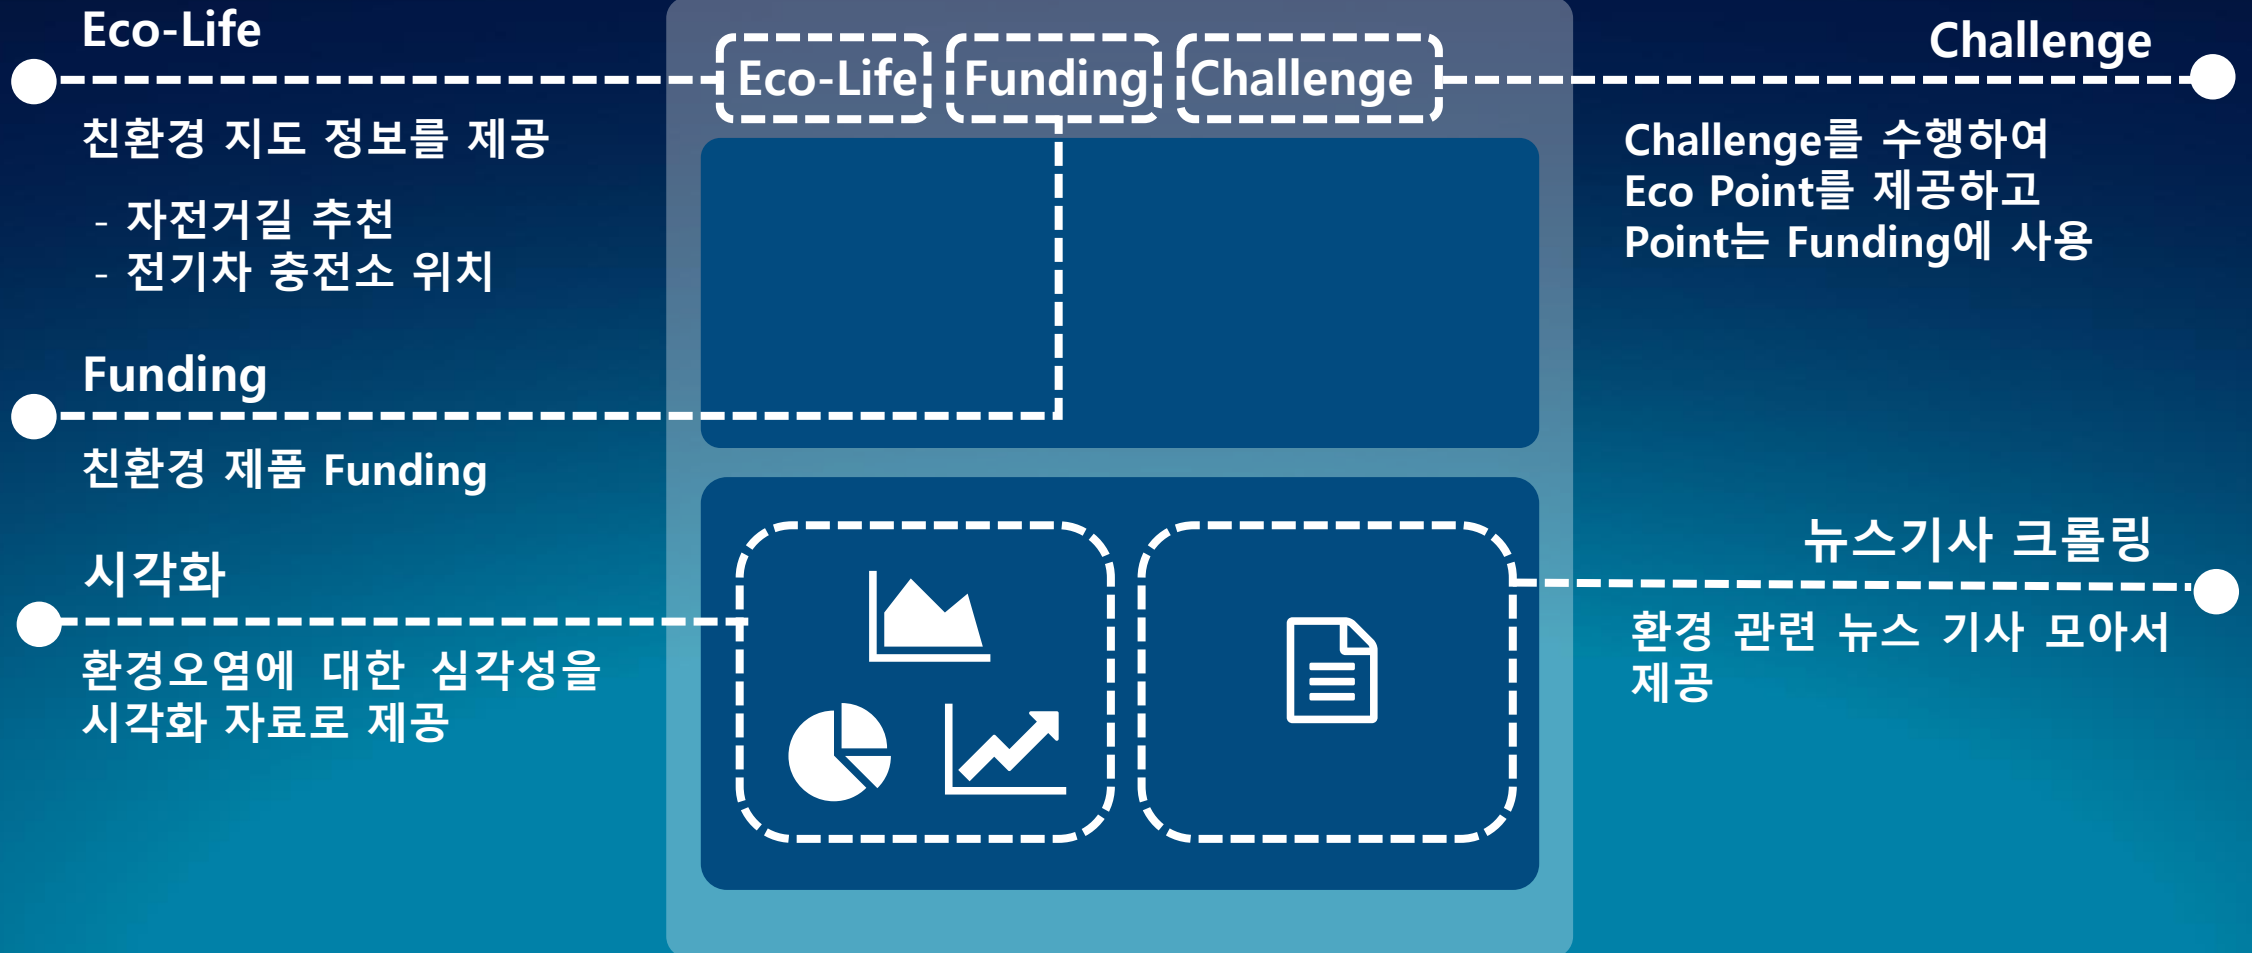 Eco-Life
친환경 지도 정보를 제공
- 자전거길 추천
- 전기차 충전소 위치
Funding
친환경 제품 Funding
시각화
환경오염에 대한 심각성을
시각화 자료로 제공
Eco-Life
Funding
Challenge
Challenge
Challenge를 수행하여
Eco Point를 제공하고
Point는 Funding에 사용
뉴스기사 크롤링
환경 관련 뉴스 기사 모아서
제공